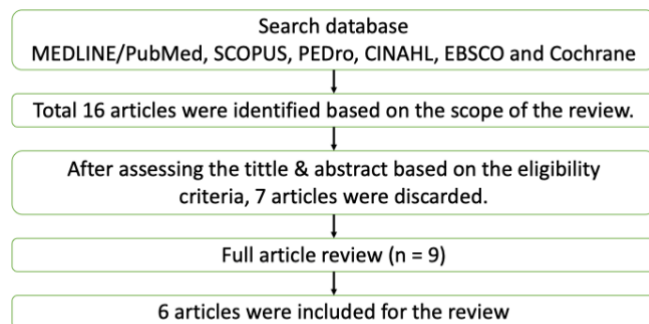 Search database
MEDLINE/PubMed, SCOPUS, PEDro, CINAHL, EBSCO and Cochrane
Total 16 articles were identified based on the scope of the review.
After assessing the tittle & abstract based on the eligibility
criteria, 7 articles were discarded.
Full article review (n = 9)
6 articles were included for the review